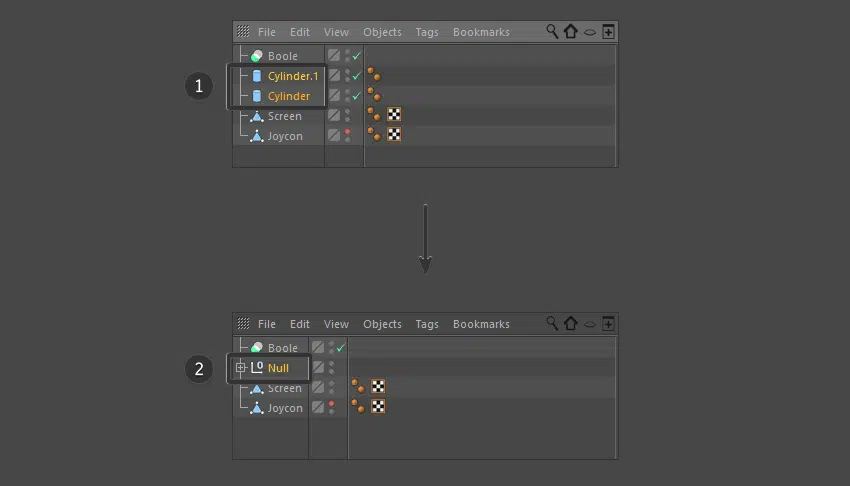 File Edit View Objects Tags Bookmarks
Boole
1
Cylinder.1
Cylinder
Screen
Joycon
File Edit View Objects Tags Bookmarks
Boole
2
Null
Screen
Joycon